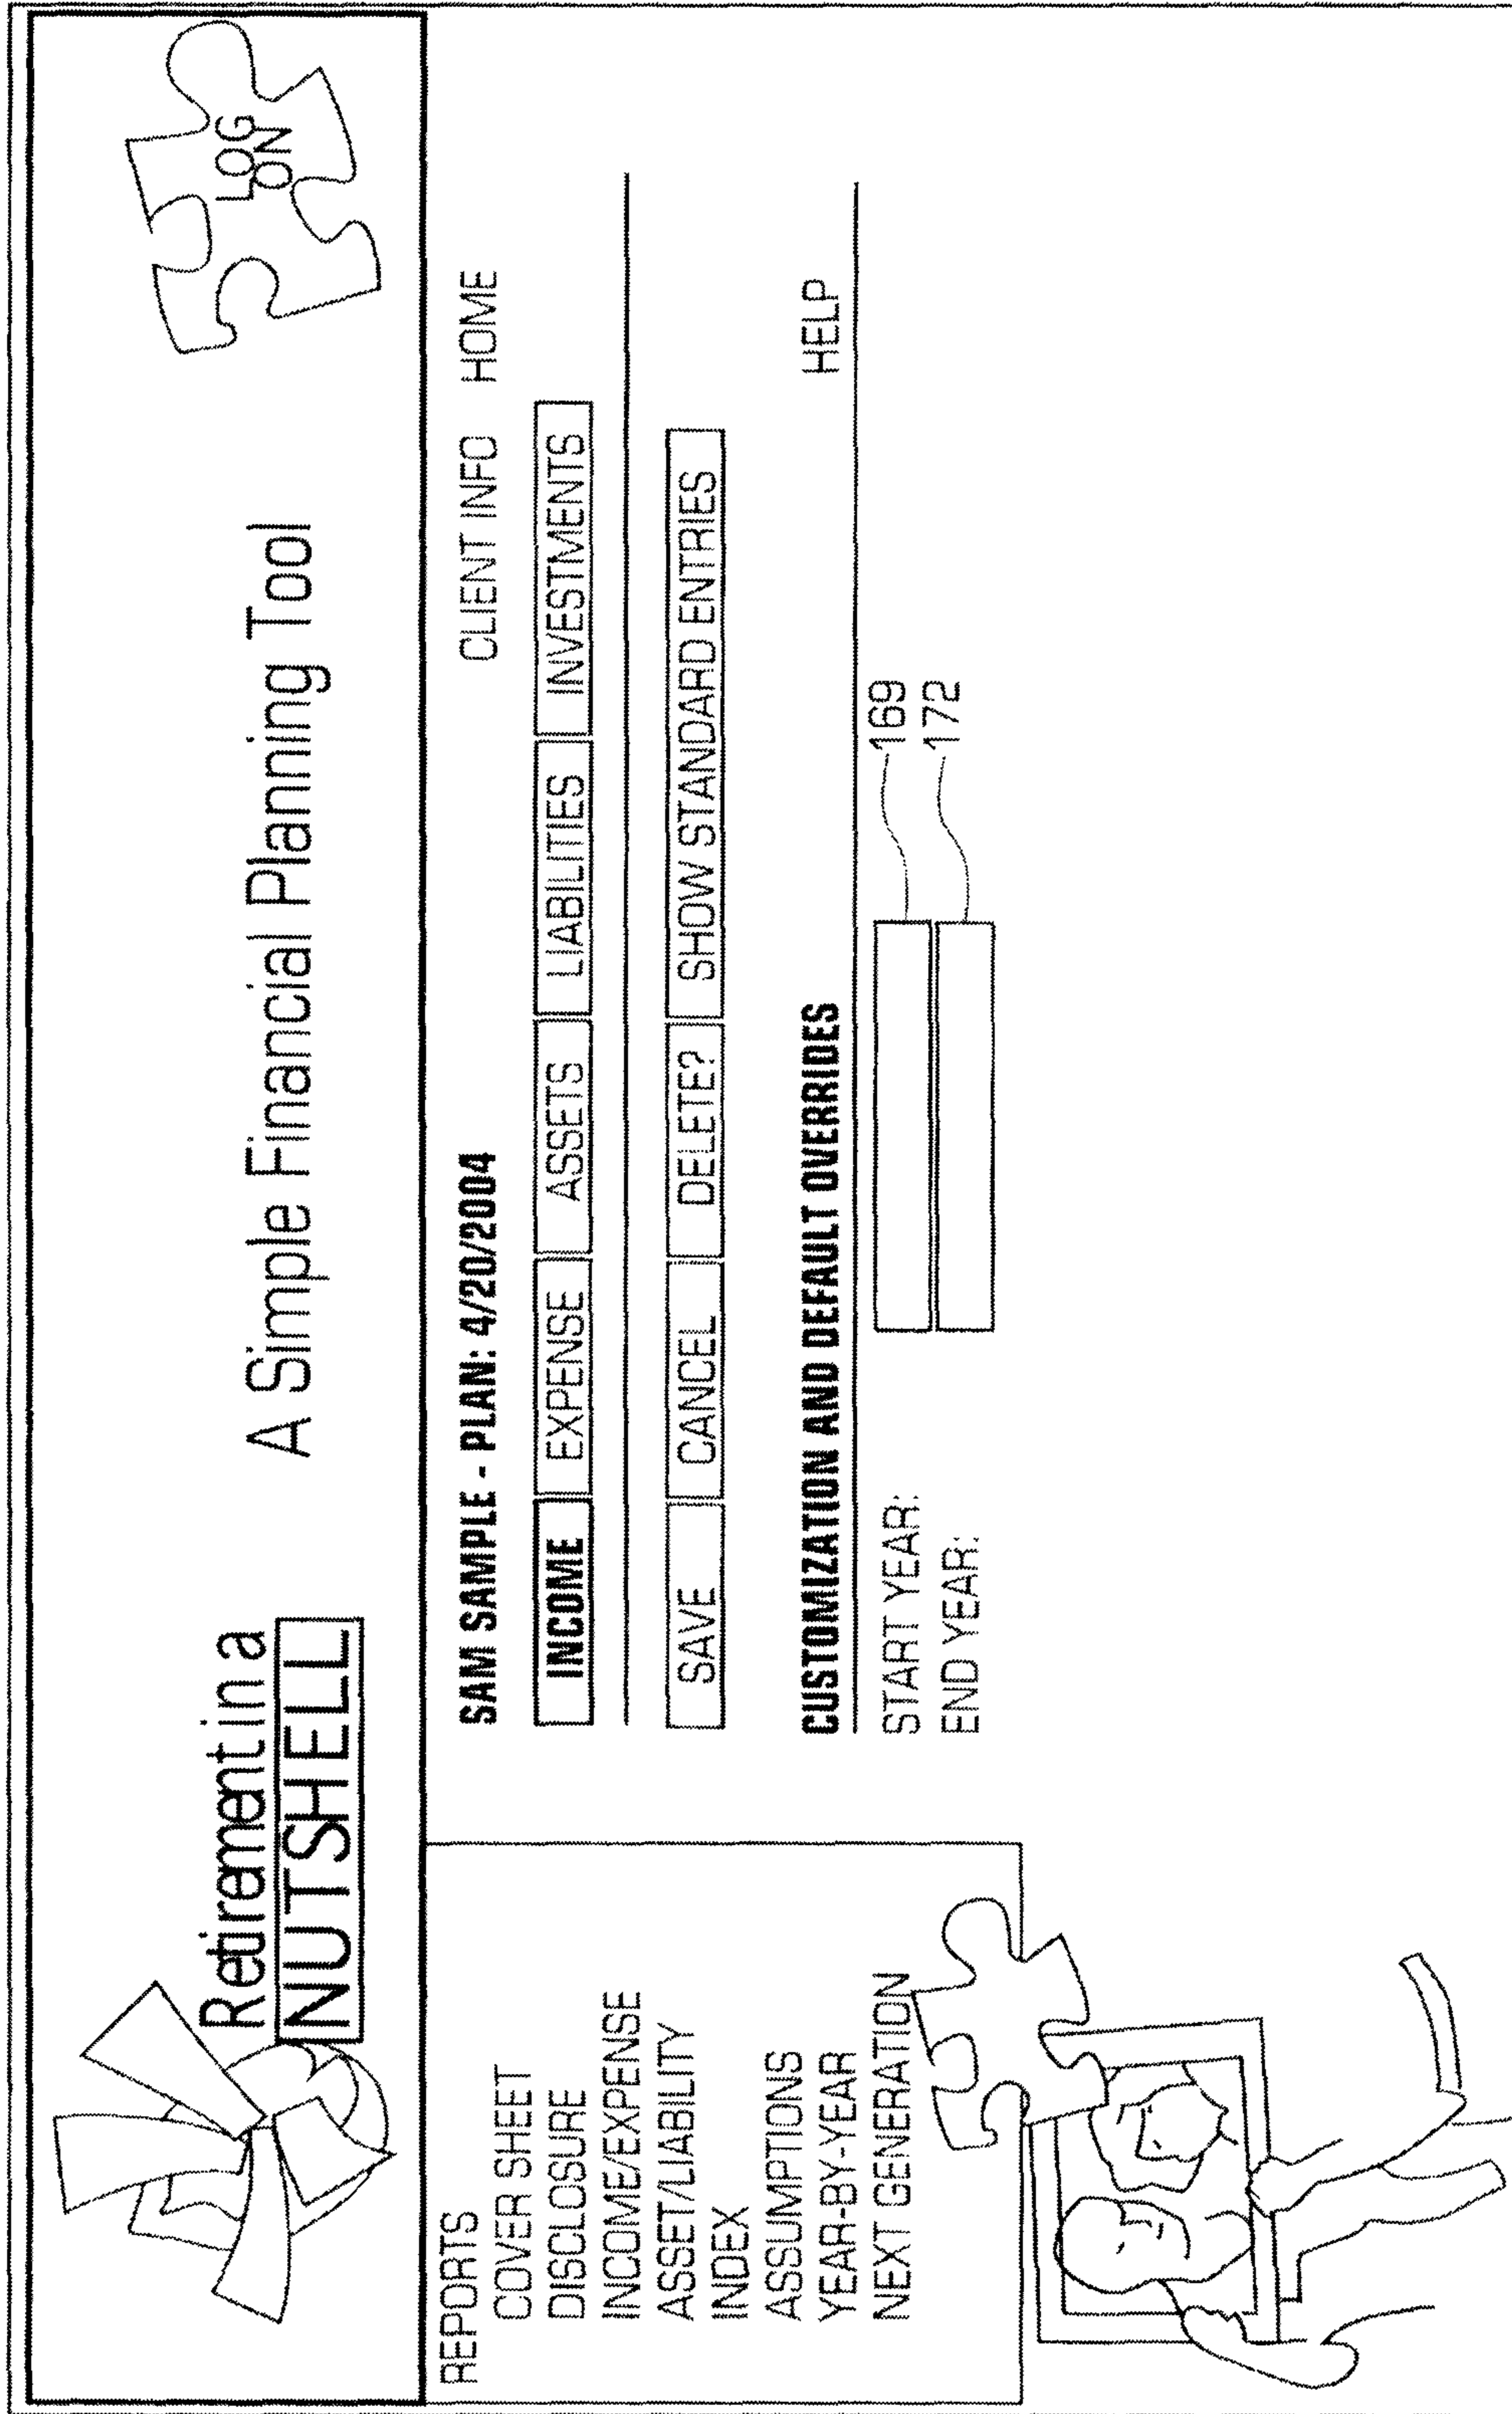 Retirement in a
NUTSHELL
A Simple Financial Planning Tool
LOG
ON
REPORTS
COVER SHEET
DISCLOSURE
INCOME/EXPENSE
ASSET/LIABILITY
INDEX
ASSUMPTIONS
YEAR-BY-YEAR
NEXT GENERATION
SAM SAMPLE - PLAN: 4/20/2004 CLIENT INFO HOME
INCOME EXPENSE ASSETS LIABILITIES INVESTMENTS
SAVE CANCEL DELETE? SHOW STANDARD ENTRIES
CUSTOMIZATION AND DEFAULT OVERRIDES HELP
START YEAR: 169
END YEAR: 172